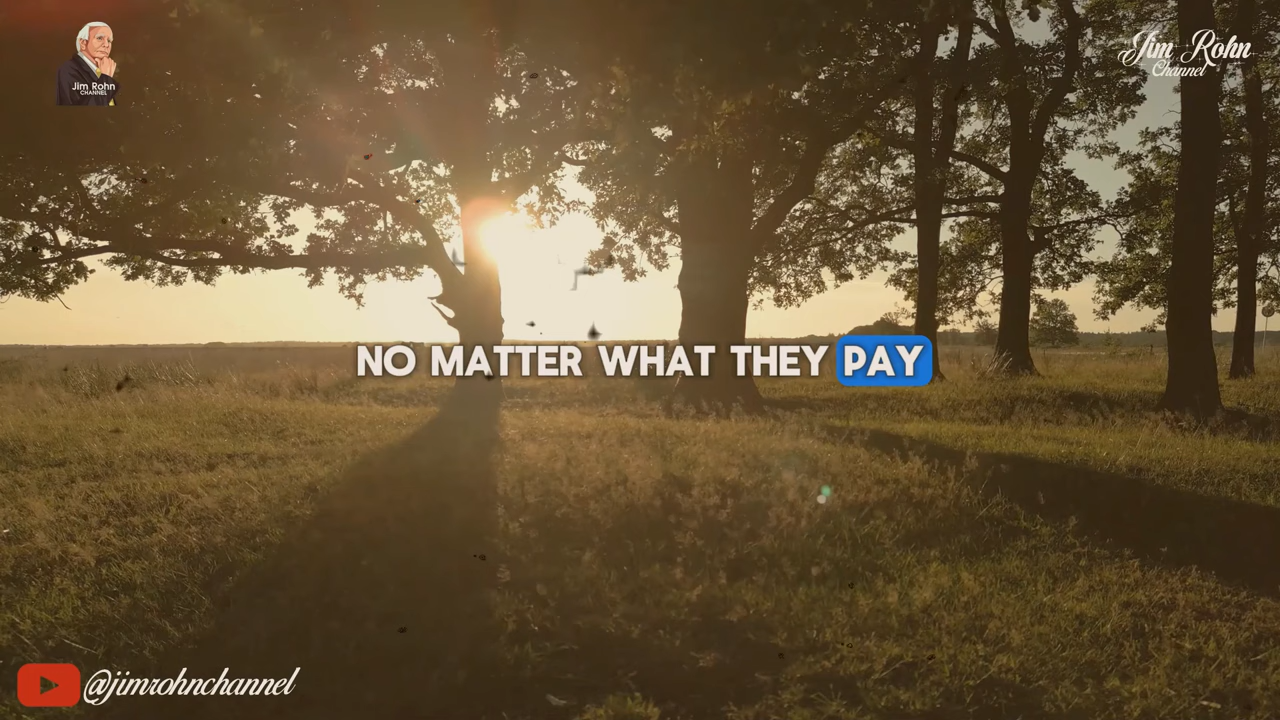 Jim Rohn
CHANNEL
Jim Rohn
Channel
NO MATTER WHAT THEY PAY
@jimrohnchannel